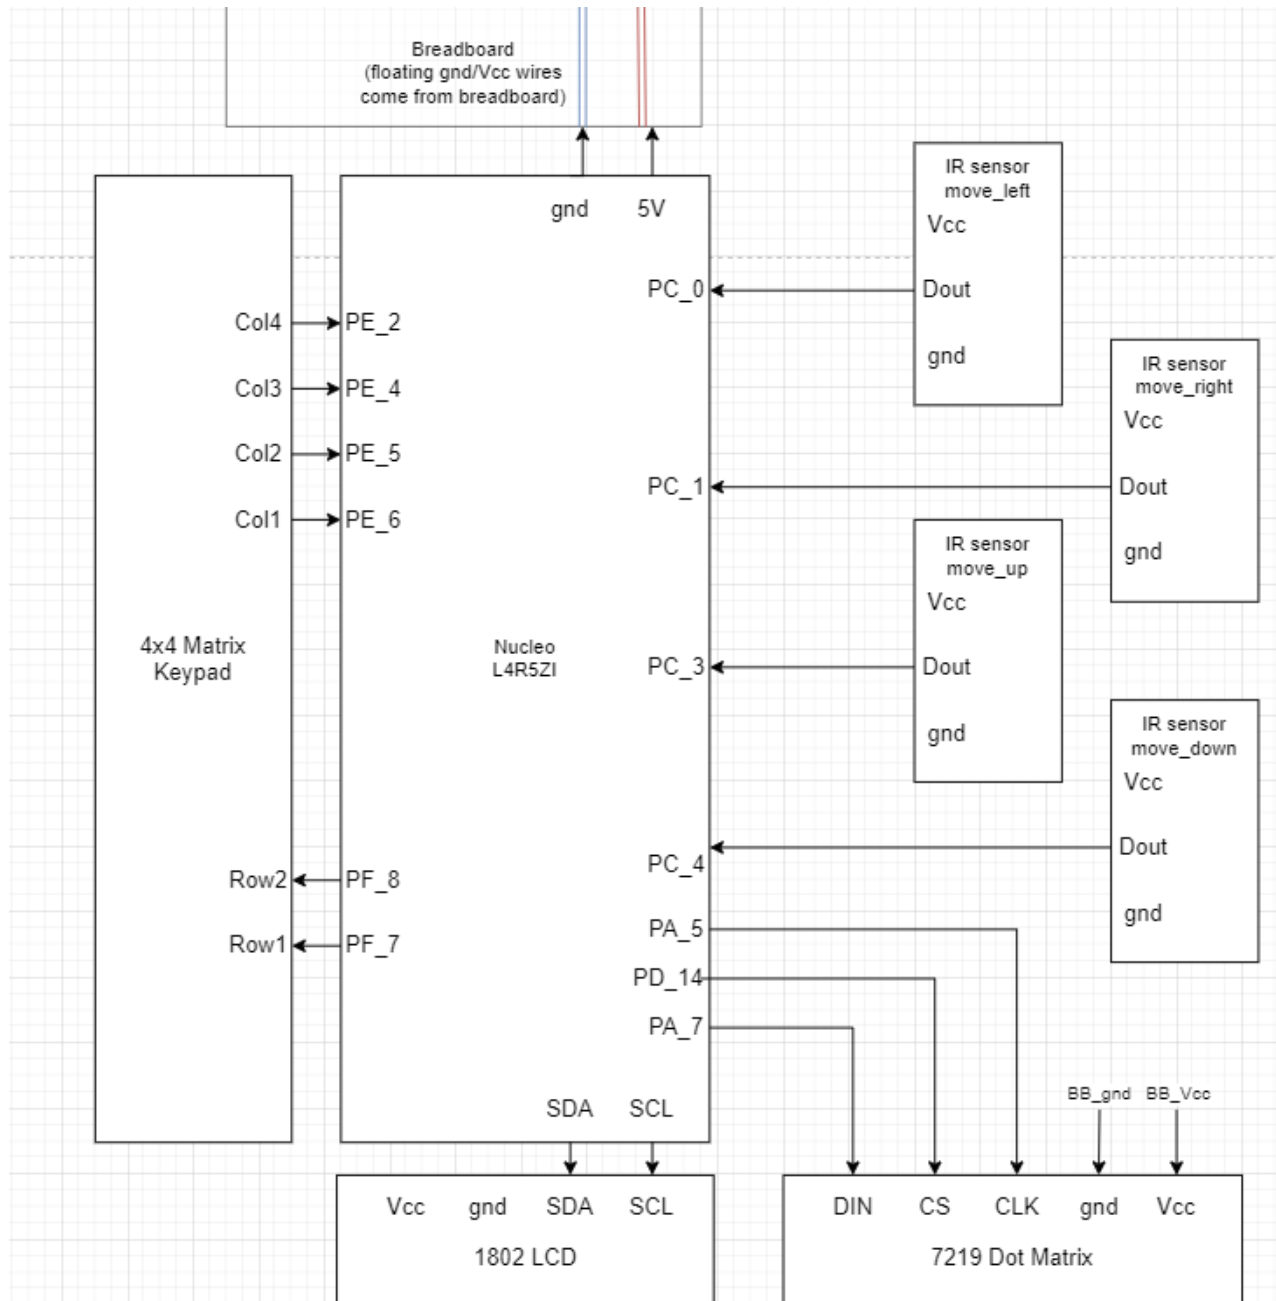 Breadboard
(floating gnd/Vcc wires
come from breadboard)
gnd 5V
Col4 PE_2
Col3 PE_4
Col2 PE_5
Col1 PE_6
4x4 Matrix
Keypad
Nucleo
L4R5ZI
Row2 PF_8
Row1 PF_7
PC_0
PC_1
PC_3
PC_4
PA_5
PD_14
PA_7
SDA SCL
IR sensor
move_left
Vcc
Dout
gnd
IR sensor
move_right
Vcc
Dout
gnd
IR sensor
move_up
Vcc
Dout
gnd
IR sensor
move_down
Vcc
Dout
gnd
BB_gnd BB_Vcc
Vcc gnd SDA SCL
1802 LCD
DIN CS CLK gnd Vcc
7219 Dot Matrix